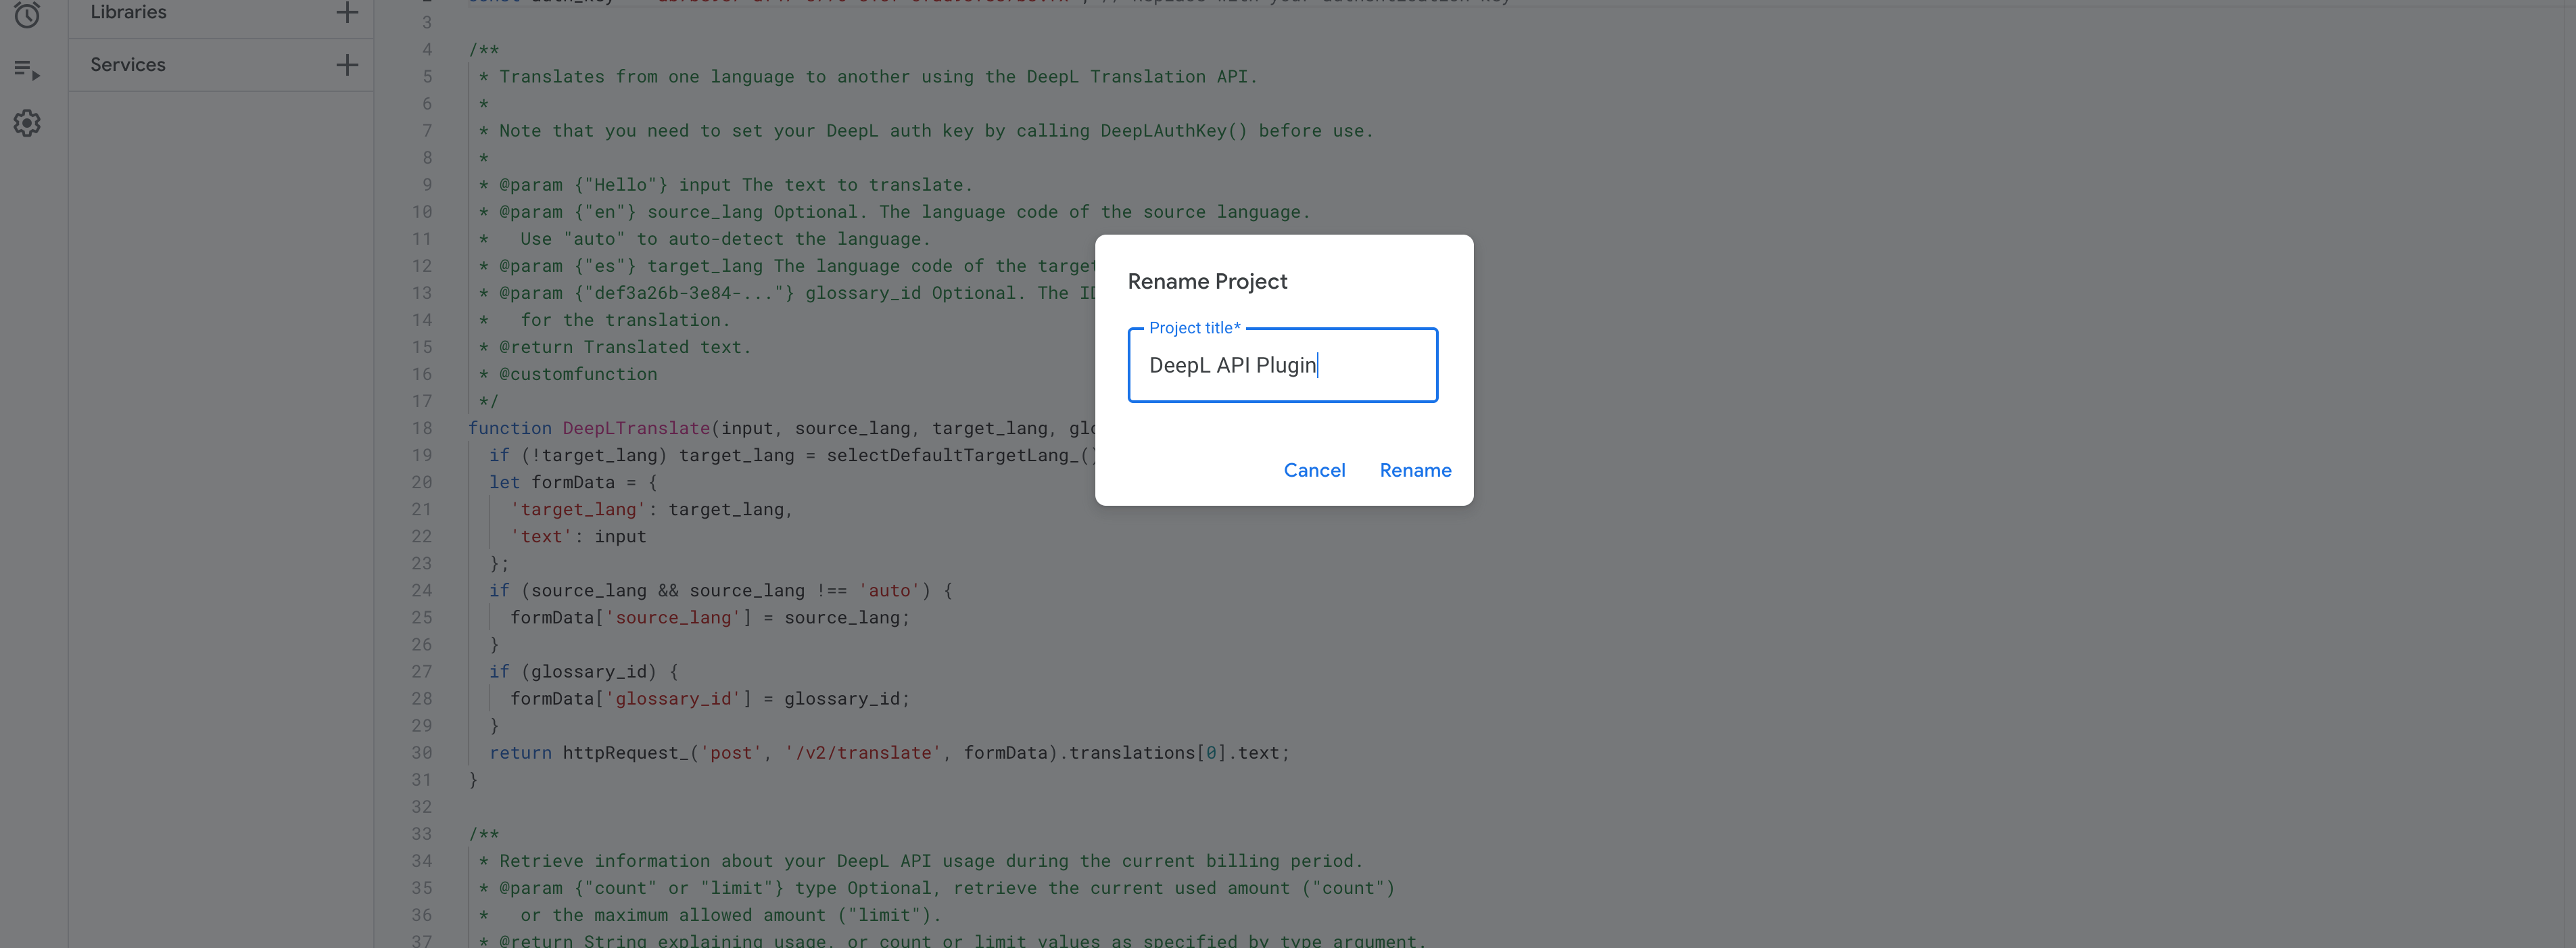 Libraries
Services
3
4 /**
5 * Translates from one language to another using the DeepL Translation API.
6 *
7 * Note that you need to set your DeepL auth key by calling DeepLAuthKey() before use.
8 *
9 * @param {"Hello"} input The text to translate.
10 * @param {"en"} source_lang Optional. The language code of the source language.
11 *   Use "auto" to auto-detect the language.
12 * @param {"es"} target_lang The language code of the target
13 * @param {"def3a26b-3e84-..."} glossary_id Optional. The ID
14 *   for the translation.
15 * @return Translated text.
16 * @customfunction
17 */
18 function DeepLTranslate(input, source_lang, target_lang, glo
19 if (!target_lang) target_lang = selectDefaultTargetLang_()
20 let formData = {
21 'target_lang': target_lang,
22 'text': input
23 };
24 if (source_lang && source_lang !== 'auto') {
25 formData['source_lang'] = source_lang;
26 }
27 if (glossary_id) {
28 formData['glossary_id'] = glossary_id;
29 }
30 return httpRequest_('post', '/v2/translate', formData).translations[0].text;
31 }
32
33 /**
34 * Retrieve information about your DeepL API usage during the current billing period.
35 * @param {"count" or "limit"} type Optional, retrieve the current used amount ("count")
36 *   or the maximum allowed amount ("limit").
37 * @return String explaining usage, or count or limit values as specified by type argument.
Rename Project
Project title*
DeepL API Plugin
Cancel
Rename